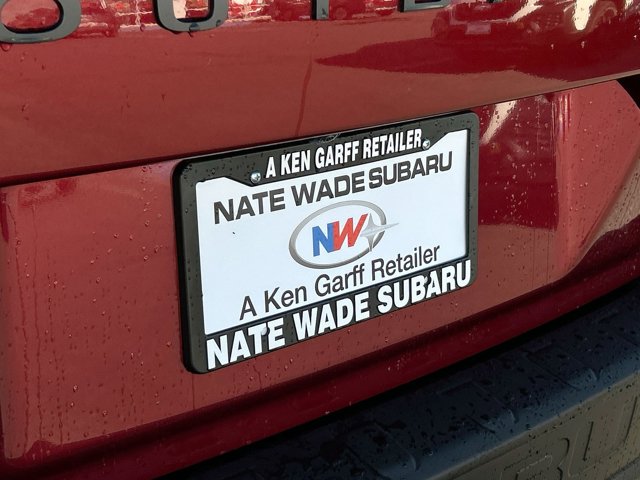 A KEN GARFF RETAILER
NATE WADE SUBARU
NW
A Ken Garff Retailer
NATE WADE SUBARU